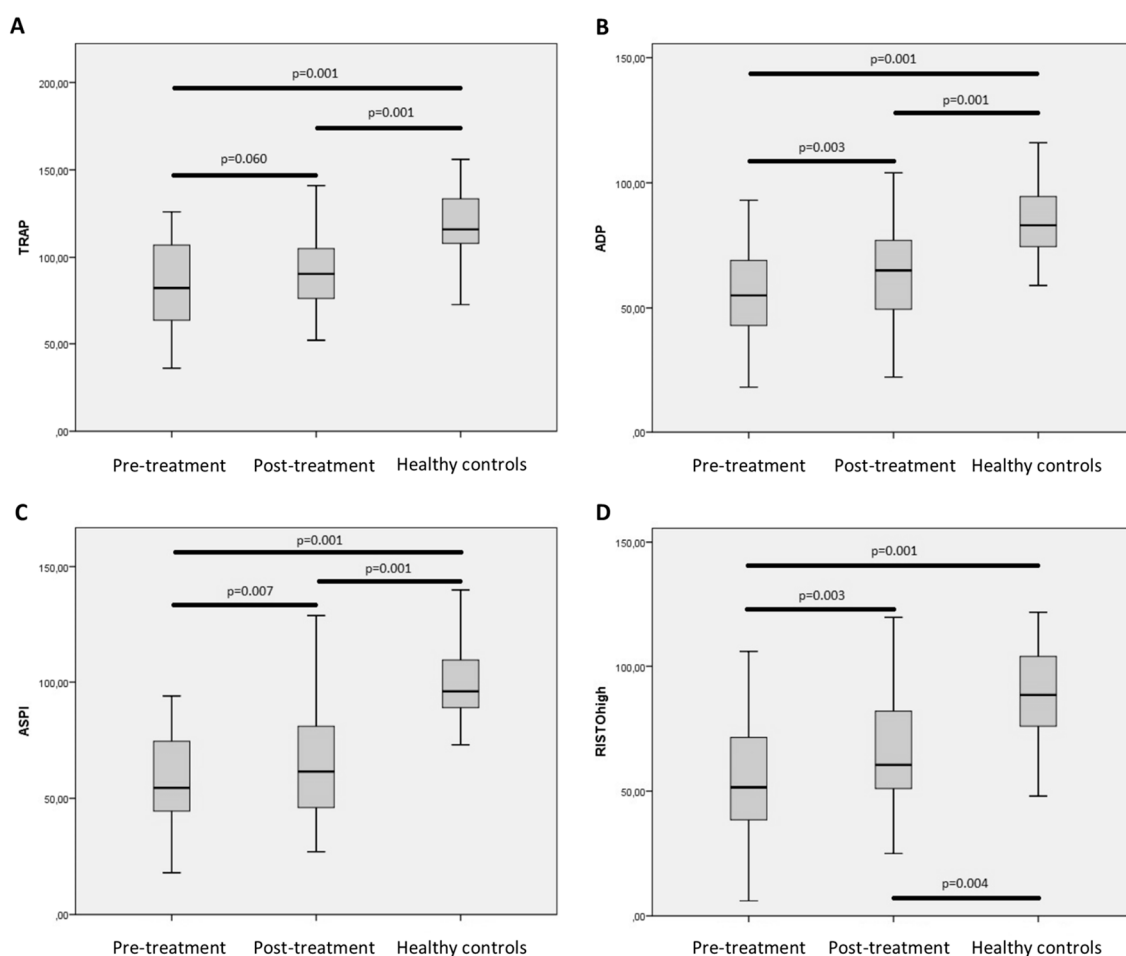 A
TRAP
200,00
150,00
100,00
50,00
,00
p=0.001
p=0.001
p=0.060
Pre-treatment Post-treatment Healthy controls
B
ADP
150,00
100,00
50,00
,00
p=0.001
p=0.001
p=0.003
Pre-treatment Post-treatment Healthy controls
C
ASPI
150,00
100,00
50,00
,00
p=0.001
p=0.001
p=0.007
Pre-treatment Post-treatment Healthy controls
D
RISTOhigh
150,00
100,00
50,00
,00
p=0.001
p=0.003
p=0.004
Pre-treatment Post-treatment Healthy controls